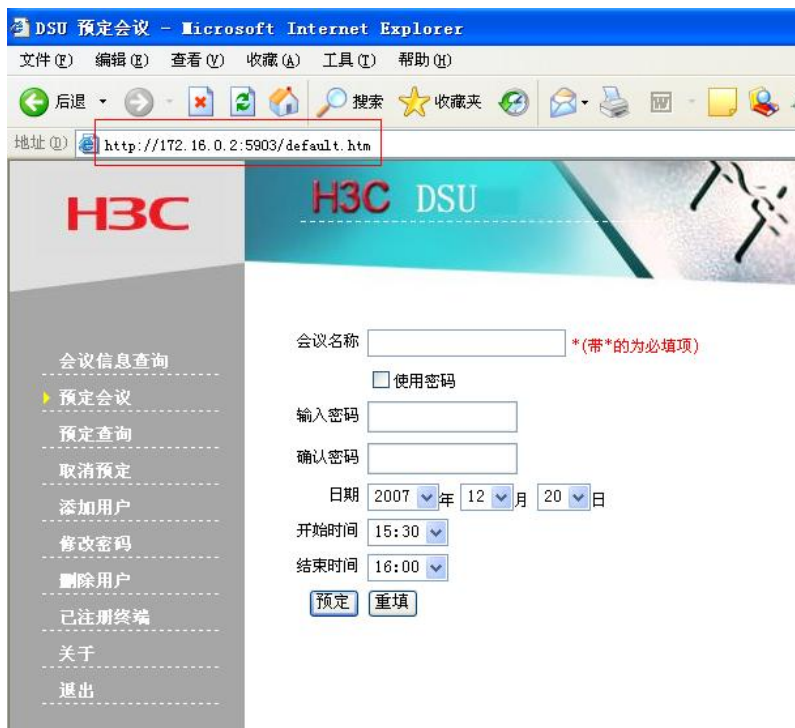 DSU 预定会议 - Microsoft Internet Explorer
文件(F) 编辑(E) 查看(V) 收藏(A) 工具(T) 帮助(H)
后退 搜索 收藏夹
地址(D) http://172.16.0.2:5903/default.htm
H3C
H3C DSU
会议信息查询
预定会议
预定查询
取消预定
添加用户
修改密码
删除用户
已注册终端
关于
退出
会议名称 *(带*的为必填项)
使用密码
输入密码
确认密码
日期 2007 年 12 月 20 日
开始时间 15:30
结束时间 16:00
预定 重填